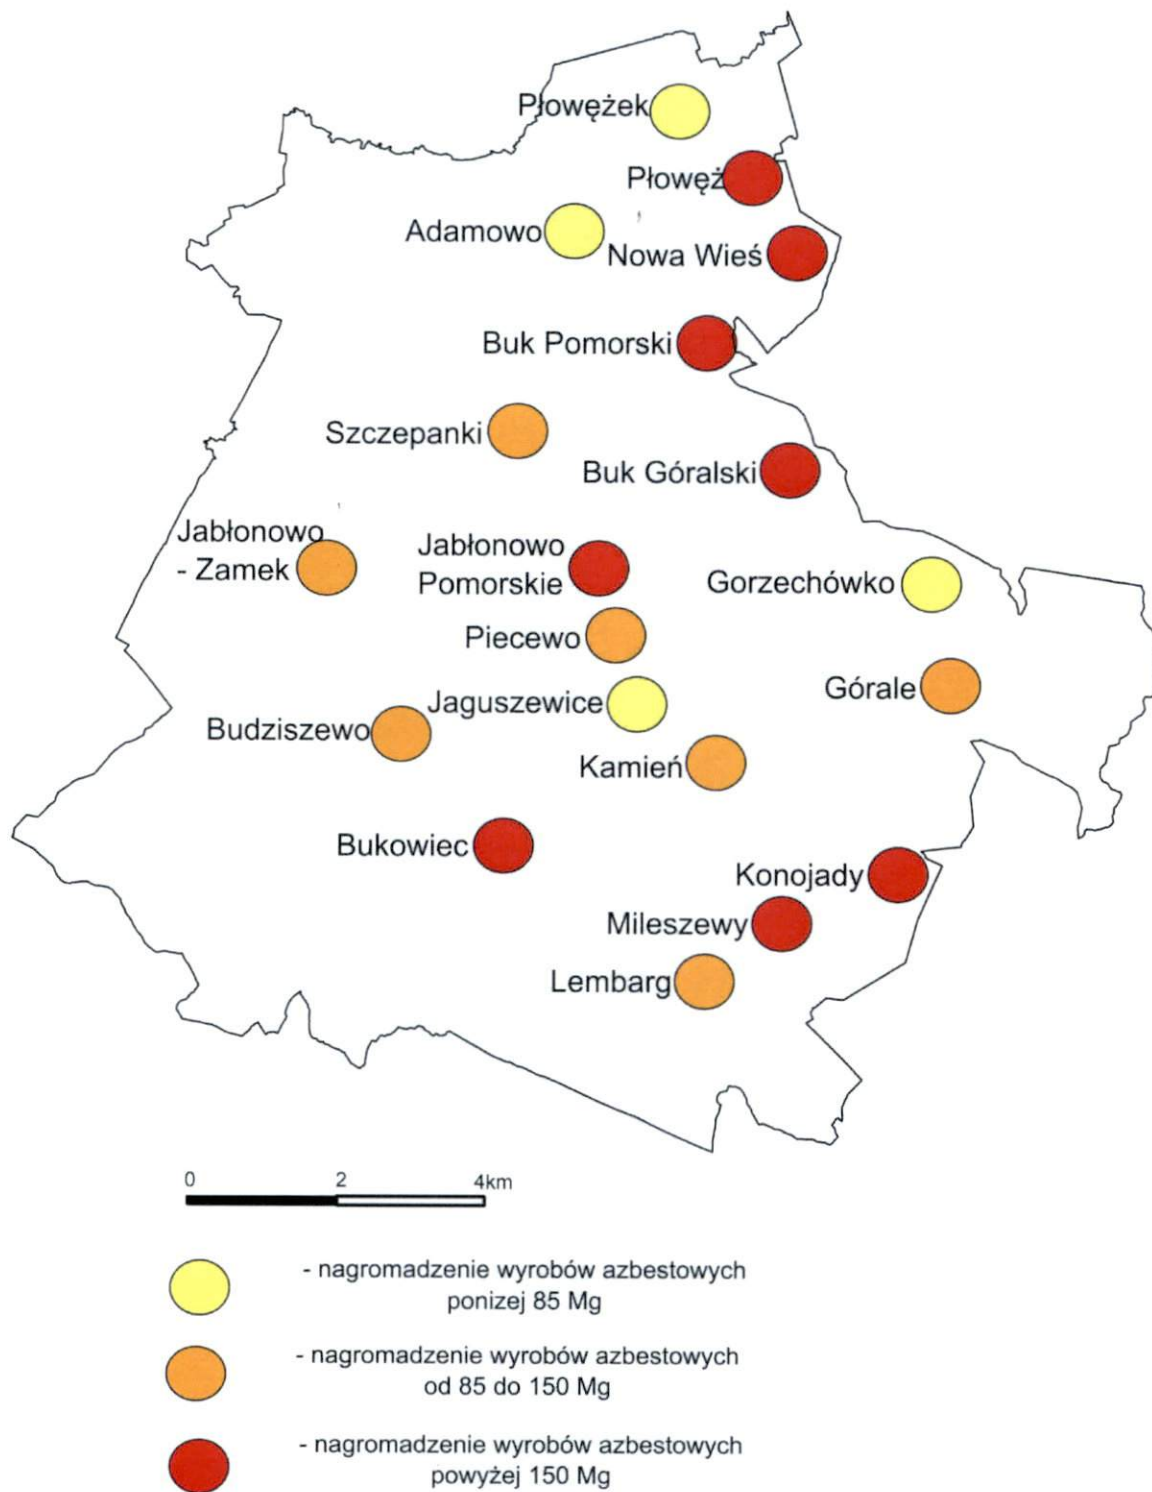 Płowężek
Płowęż
Adamowo
Nowa Wieś
Buk Pomorski
Szczepanki
Buk Góralski
Jabłonowo
- Zamek
Jabłonowo
Pomorskie
Gorzechówko
Piecewo
Górale
Jaguszewice
Budziszewo
Kamień
Bukowiec
Konojady
Mileszewy
Lembarg
0 2 4km
- nagromadzenie wyrobów azbestowych
ponizej 85 Mg
- nagromadzenie wyrobów azbestowych
od 85 do 150 Mg
- nagromadzenie wyrobów azbestowych
powyżej 150 Mg